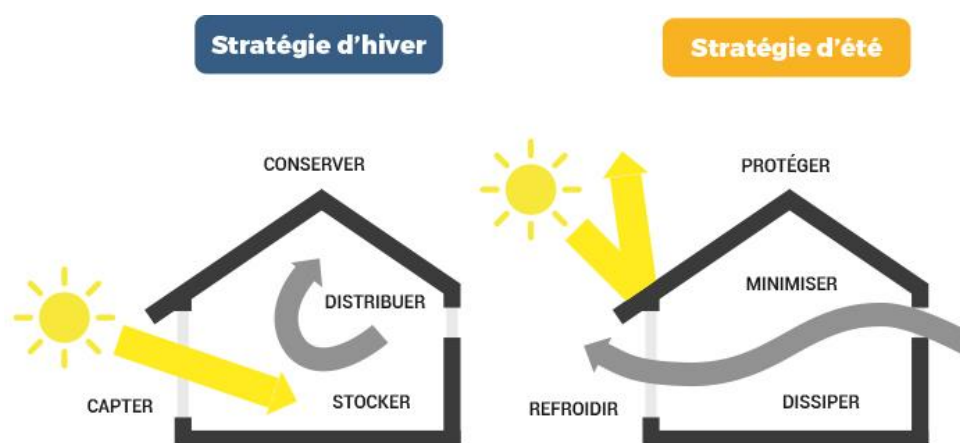 Stratégie d'hiver
CONSERVER
DISTRIBUER
CAPTER
STOCKER
Stratégie d'été
PROTÉGER
MINIMISER
REFROIDIR
DISSIPER